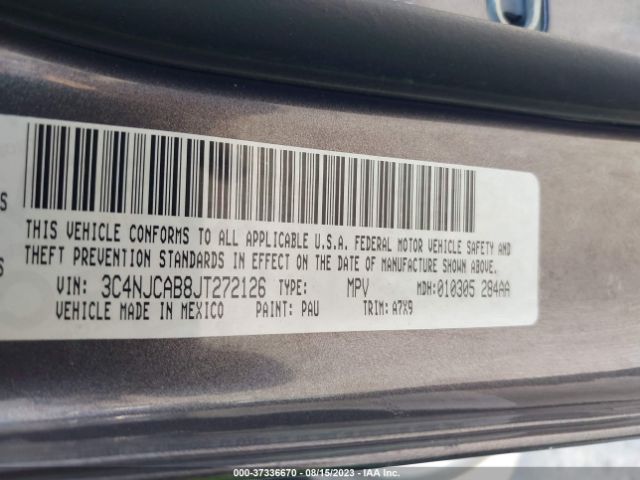 S
THIS VEHICLE CONFORMS TO ALL APPLICABLE U.S.A. FEDERAL MOTOR VEHICLE SAFETY AND
S
THEFT PREVENTION STANDARDS IN EFFECT ON THE DATE OF MANUFACTURE SHOWN ABOVE.
VIN: 3C4NJCAB8JT272126 TYPE: MPV MDH:010305 284AA
VEHICLE MADE IN MEXICO PAINT: PAU TRIM: A7X9
000-37336670 - 08/15/2023 - IAA Inc.